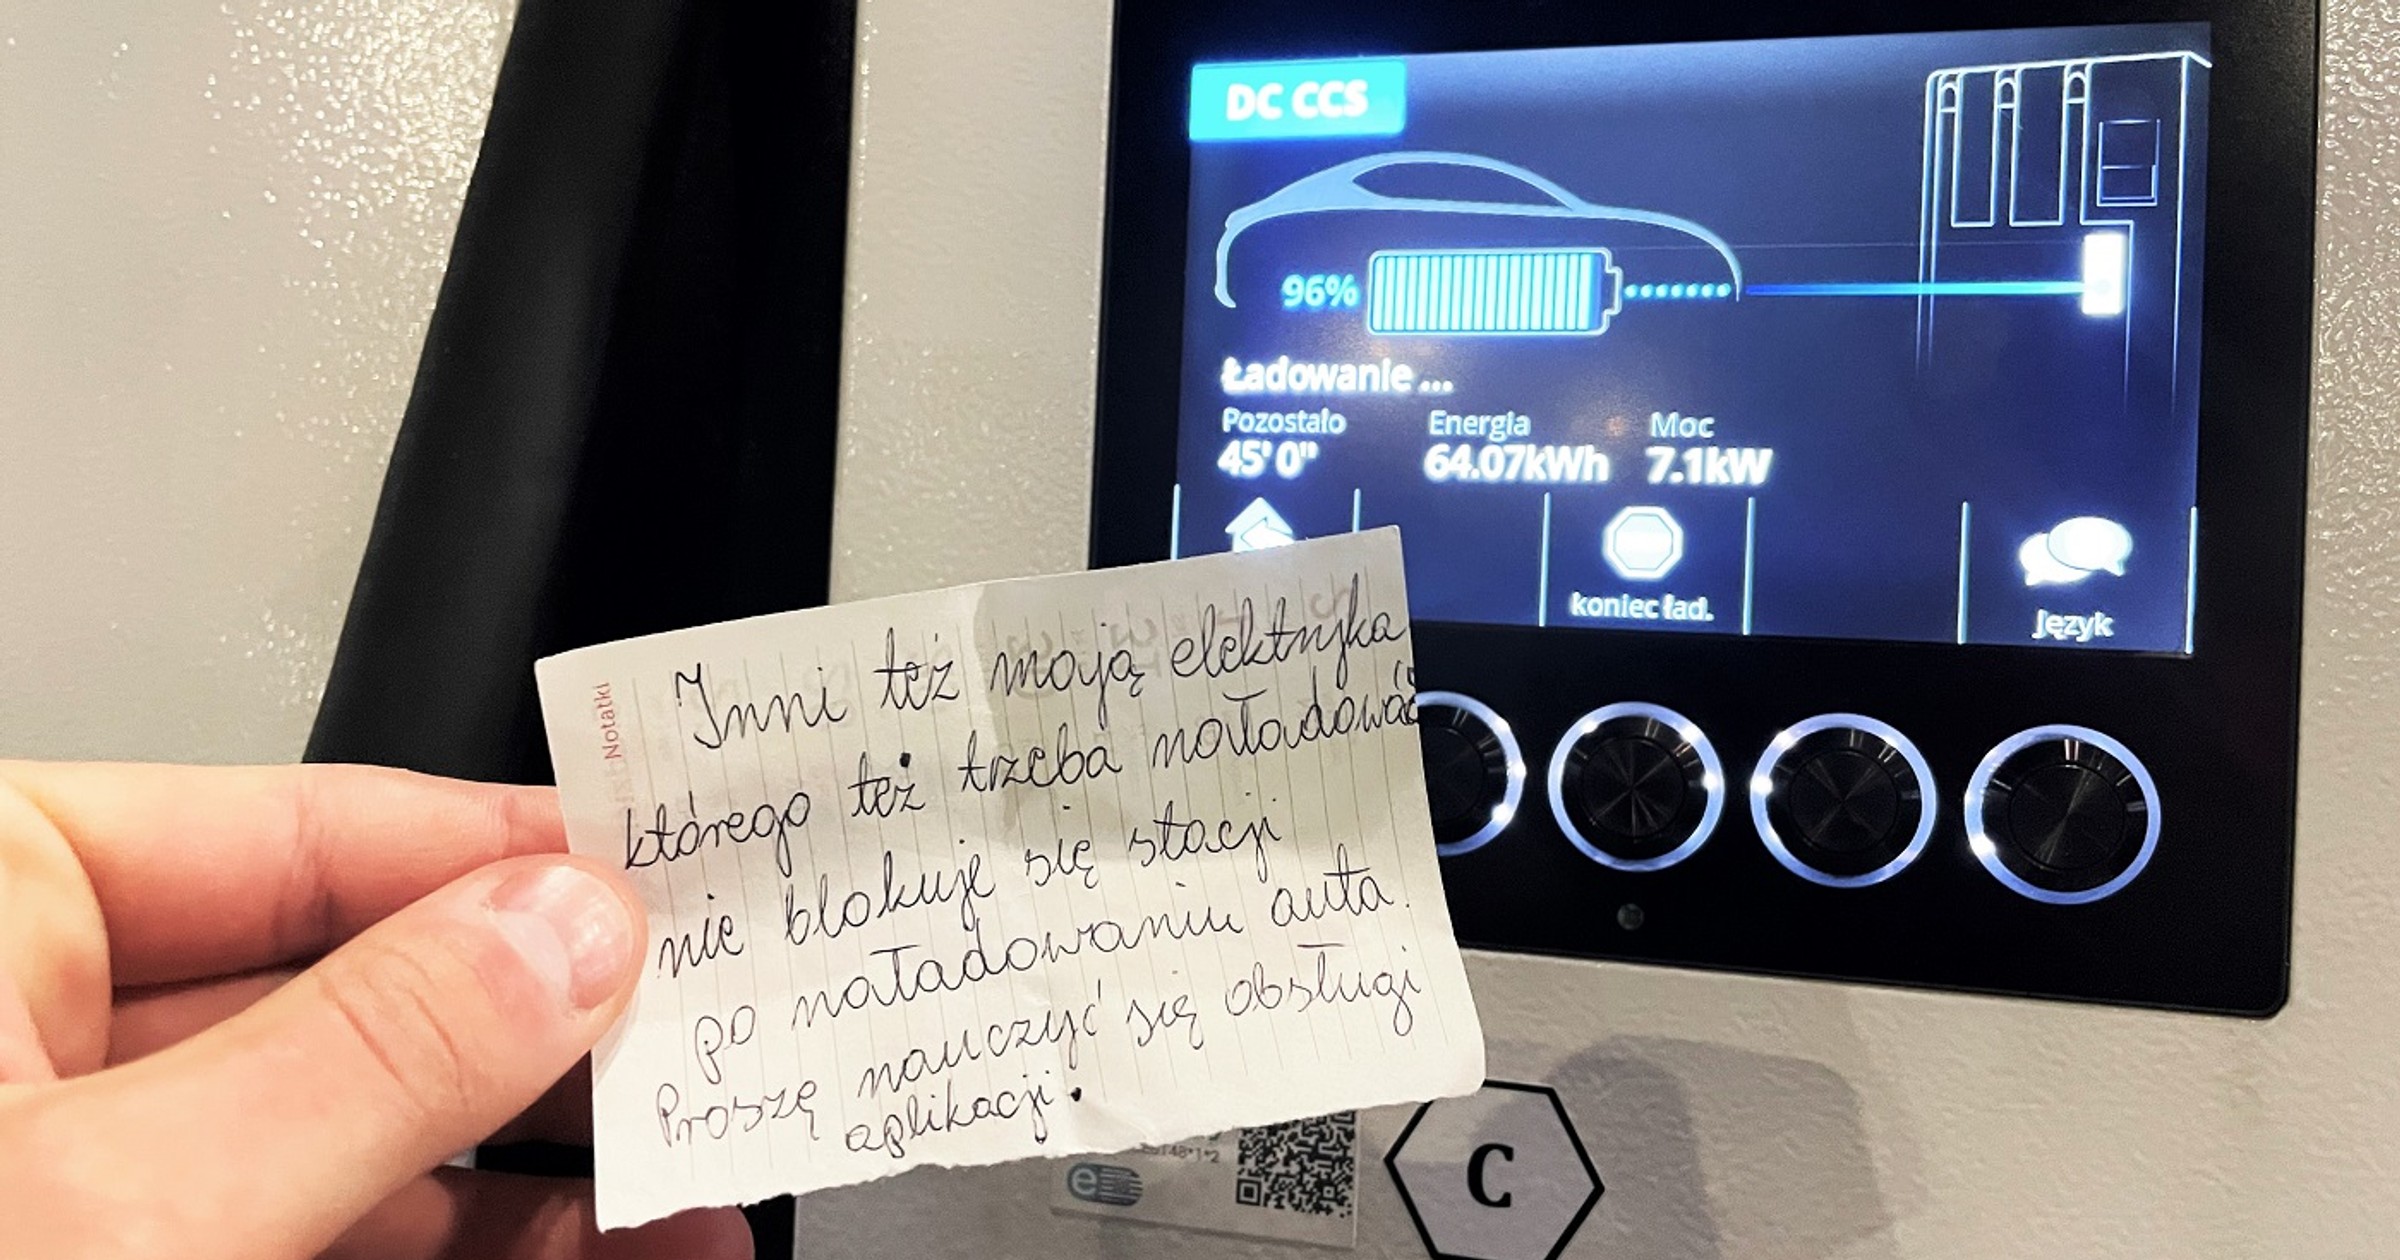 DC CCS
96%
Ładowanie ...
Pozostało Energia Moc
45'0" 64.07kWh 7.1kW
koniec ład.
Język
Notatki
Inni też mają elektryka
którego też trzeba naładować
nie blokuje się stacji
po naładowaniu auta.
Proszę nauczyć się obsługi
aplikacji.
e
C